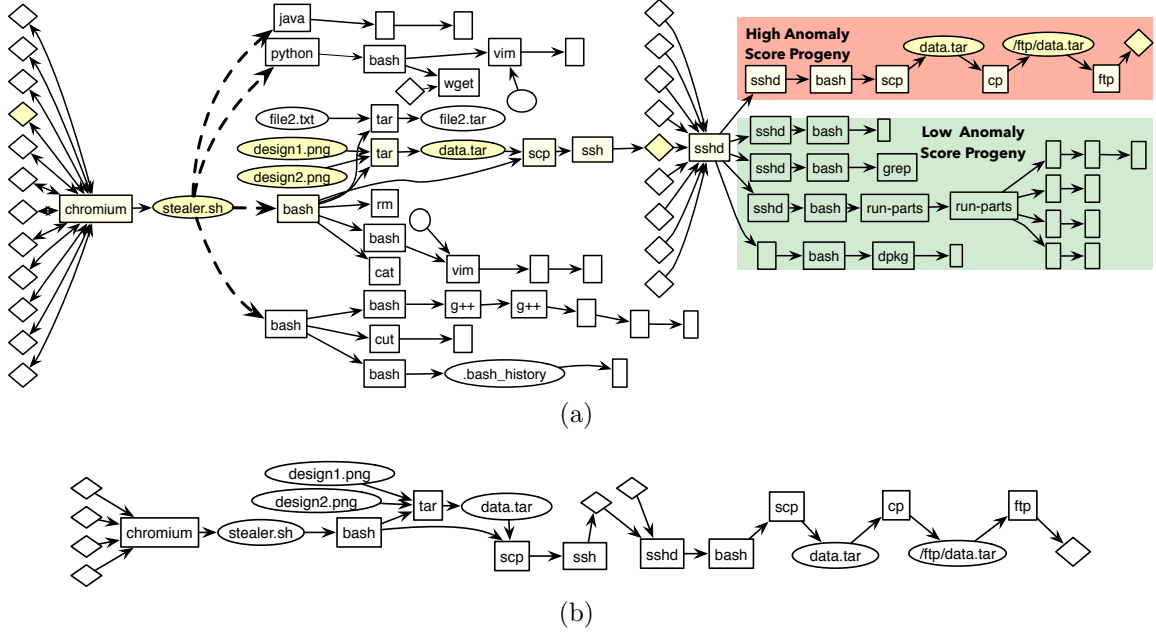 java
python
bash
vim
wget
file2.txt
tar
file2.tar
design1.png
tar
data.tar
design2.png
scp
ssh
chromium
stealer.sh
bash
rm
bash
cat
vim
bash
bash
g++
g++
cut
bash
.bash_history
sshd
High Anomaly
Score Progeny
sshd
bash
scp
data.tar
cp
/ftp/data.tar
ftp
Low Anomaly
Score Progeny
sshd
bash
sshd
bash
grep
sshd
bash
run-parts
run-parts
bash
dpkg
(a)
design1.png
design2.png
tar
data.tar
chromium
stealer.sh
bash
scp
ssh
sshd
bash
scp
data.tar
cp
/ftp/data.tar
ftp
(b)